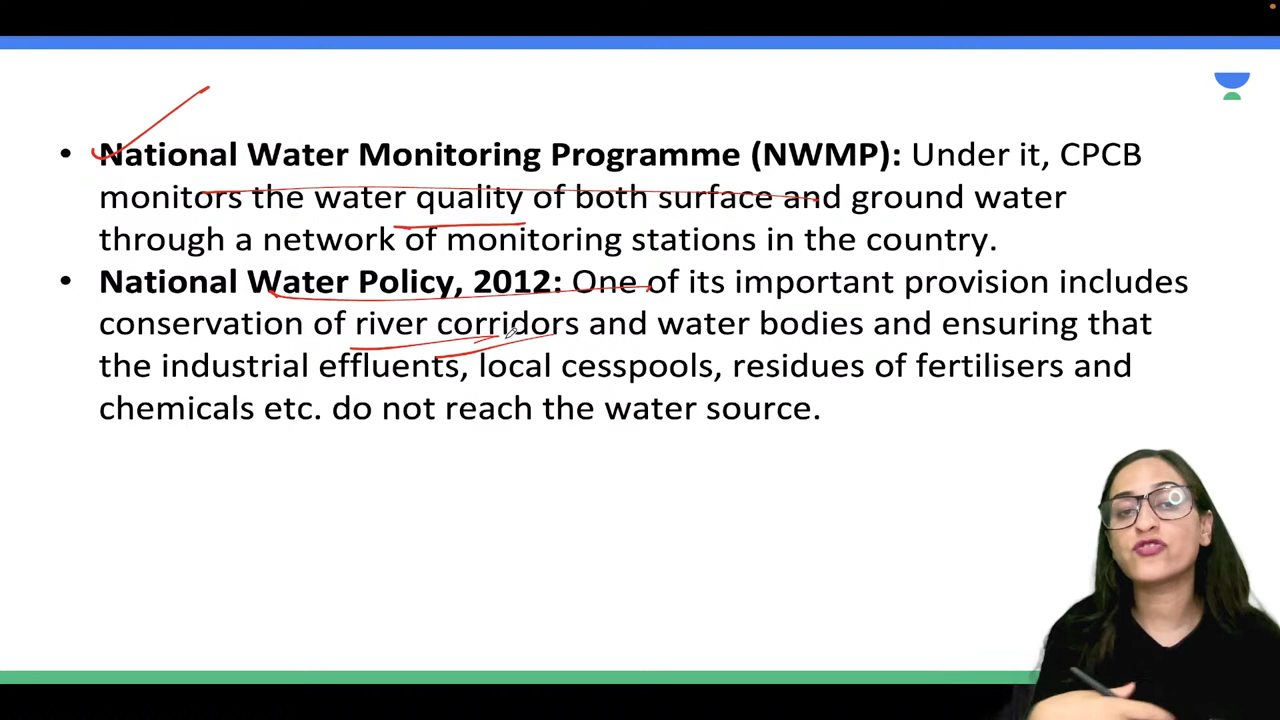 • National Water Monitoring Programme (NWMP): Under it, CPCB
monitors the water quality of both surface and ground water
through a network of monitoring stations in the country.
• National Water Policy, 2012: One of its important provision includes
conservation of river corridors and water bodies and ensuring that
the industrial effluents, local cesspools, residues of fertilisers and
chemicals etc. do not reach the water source.